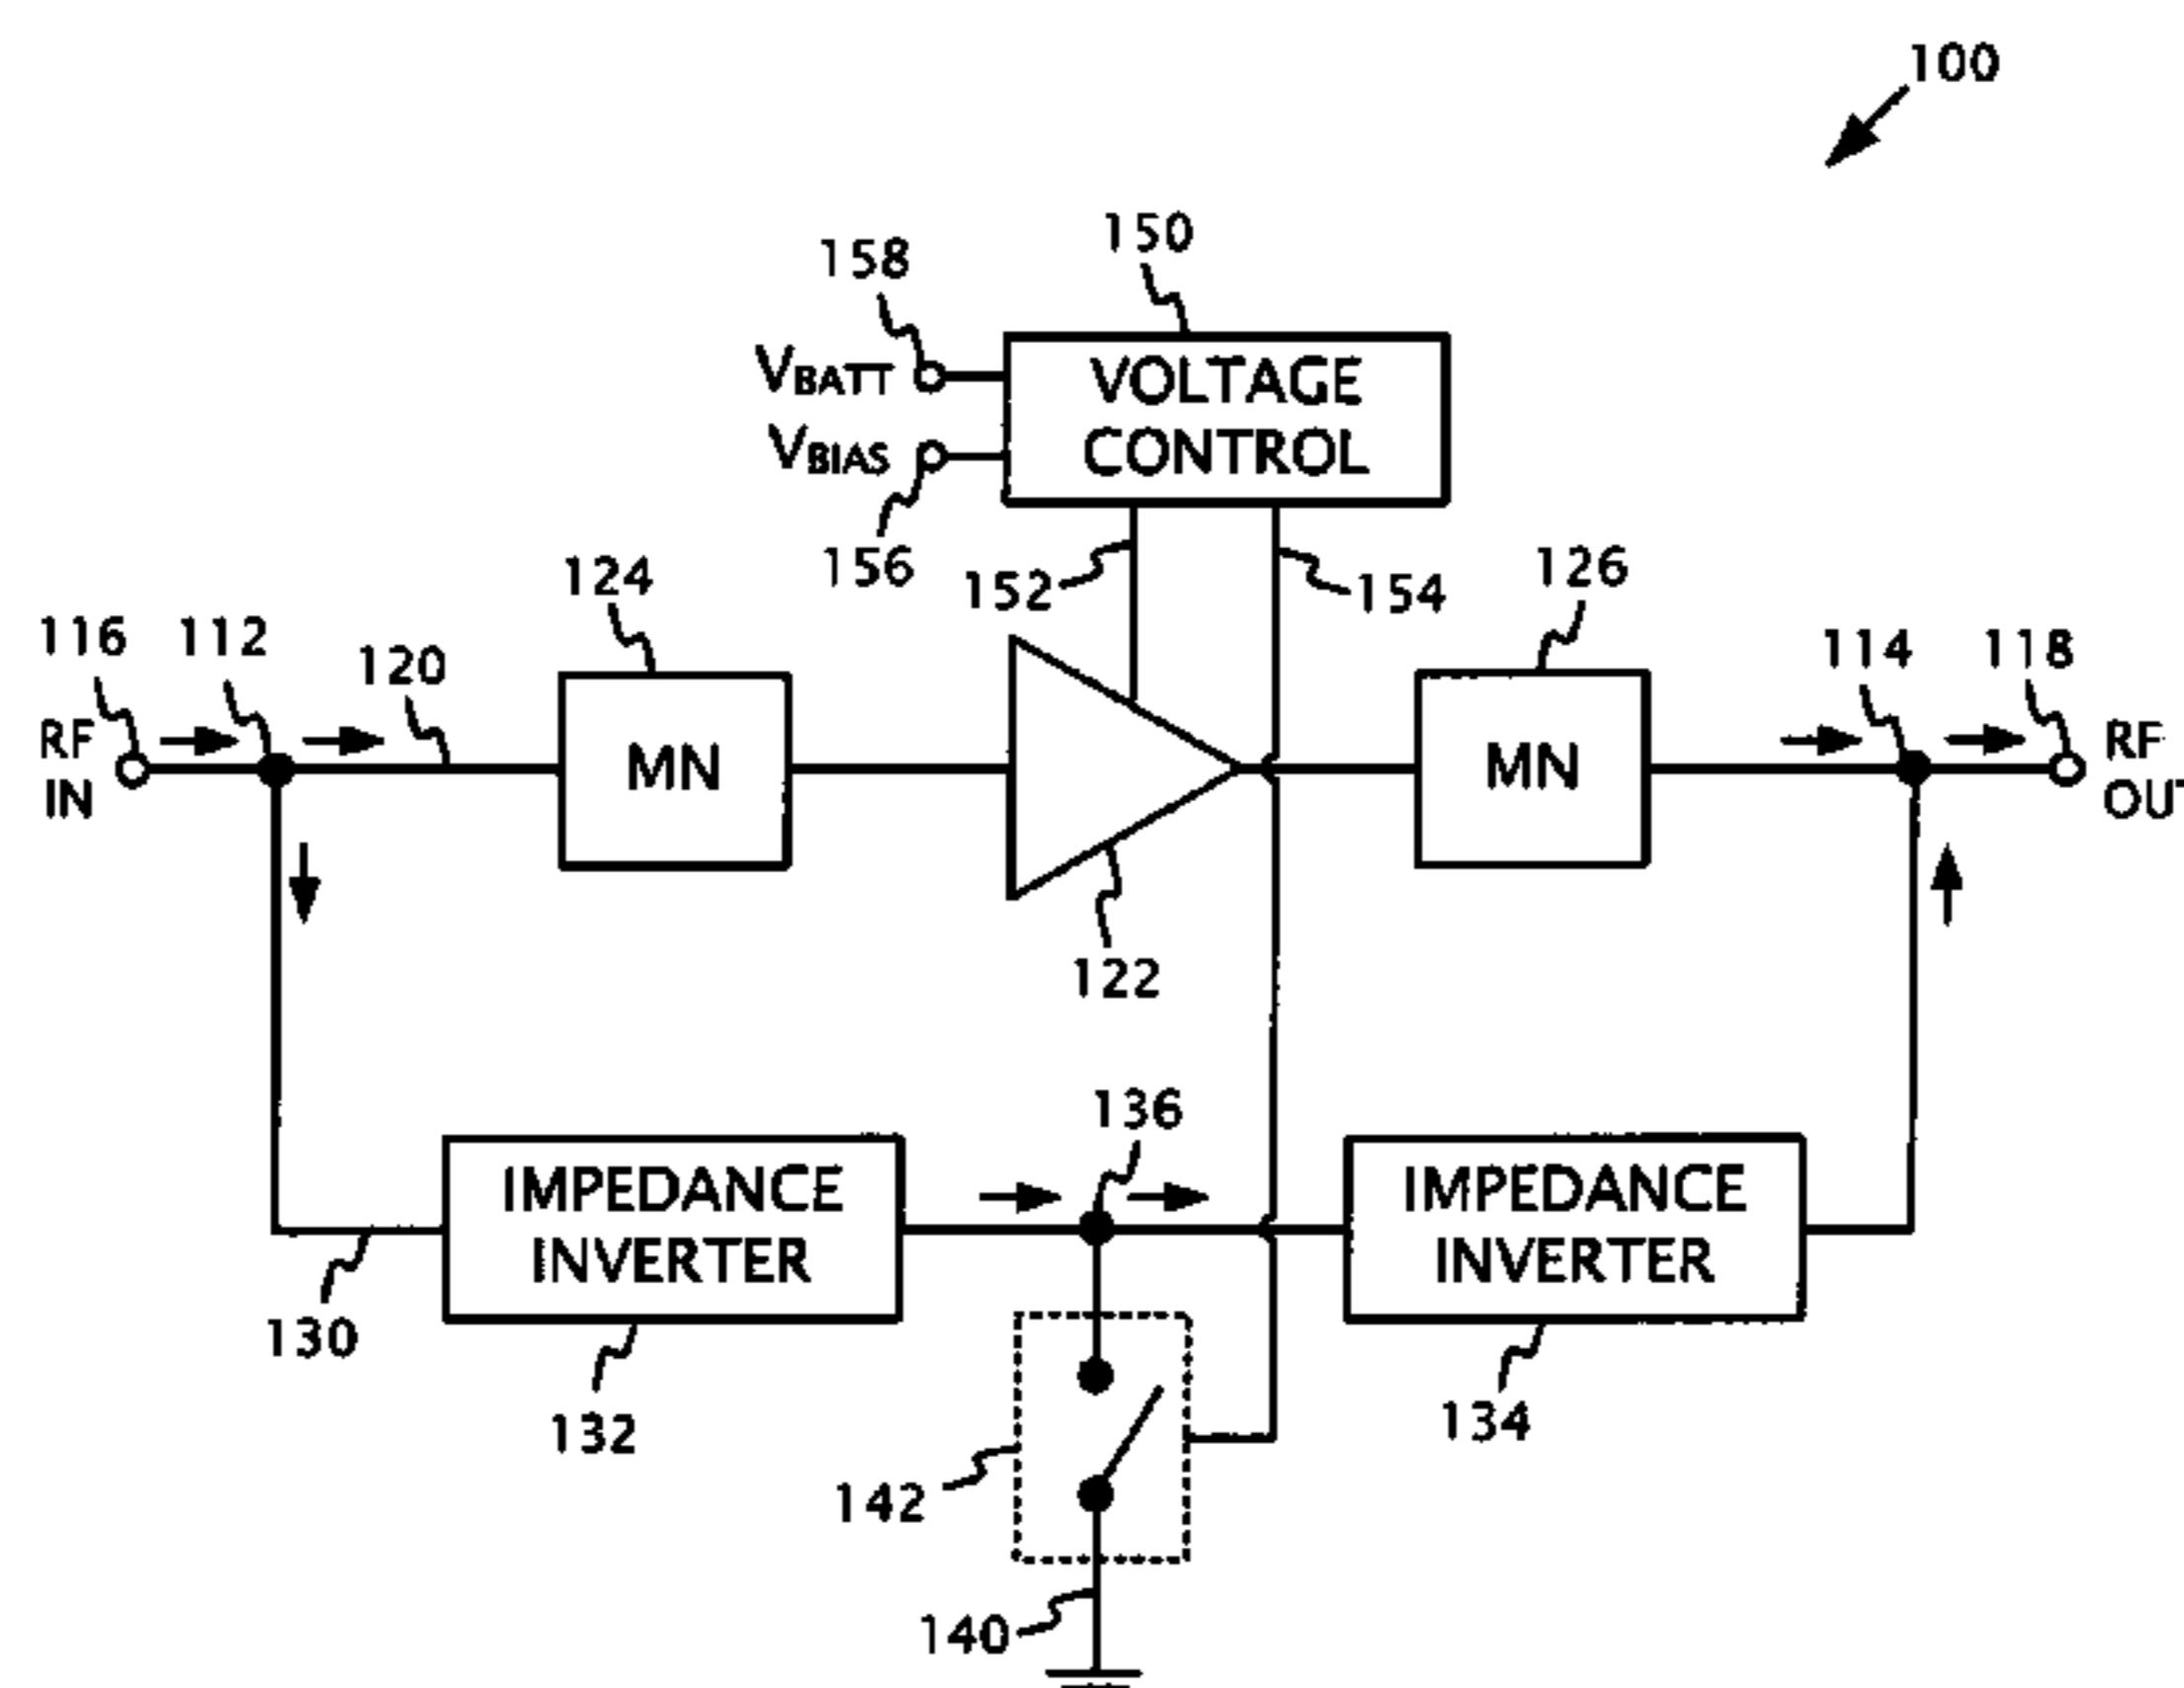 100
150
158
VBATT
VOLTAGE
CONTROL
VBIAS
156
152
154
124
126
116
112
120
114
118
RF
IN
MN
MN
RF
OUT
122
136
IMPEDANCE
INVERTER
IMPEDANCE
INVERTER
130
132
134
142
140